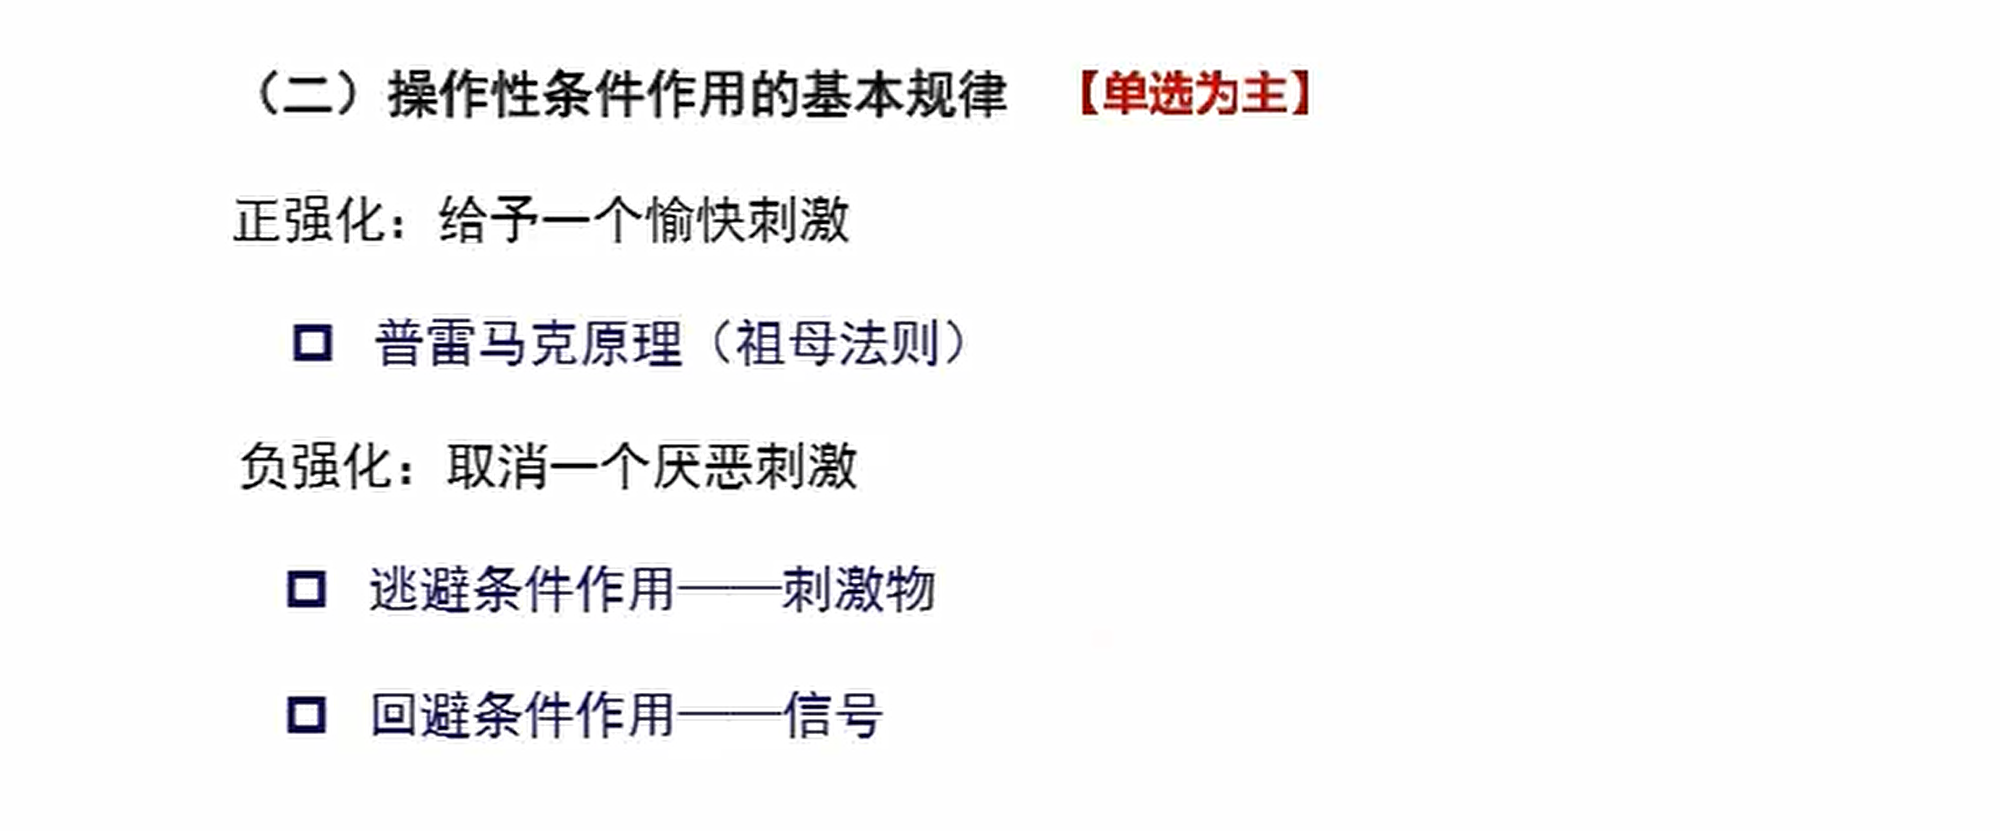 （二）操作性条件作用的基本规律 【单选为主】
正强化：给予一个愉快刺激
普雷马克原理（祖母法则）
负强化：取消一个厌恶刺激
逃避条件作用——刺激物
回避条件作用——信号